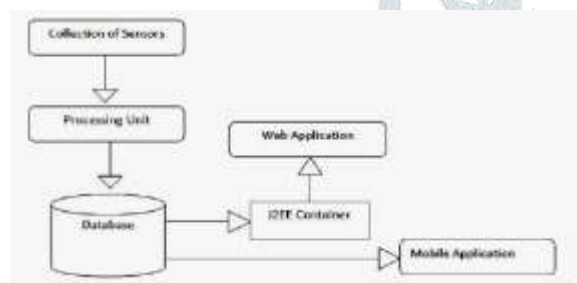 Collection of Sensors
Processing Unit
Web Application
J2EE Container
Database
Mobile Application